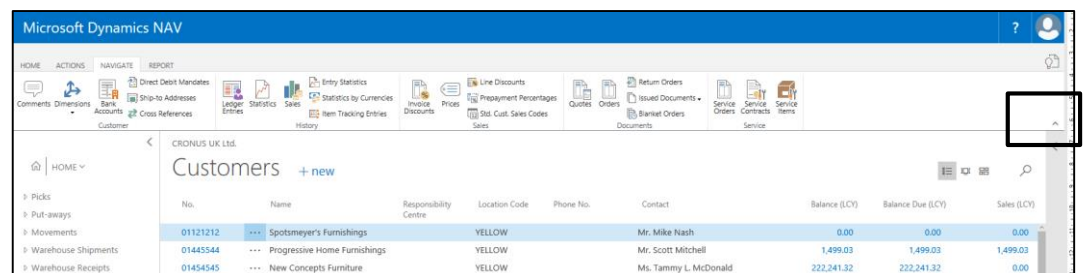 Microsoft Dynamics NAV ?
HOME ACTIONS NAVIGATE REPORT
Comments
Dimensions
Bank Accounts
Direct Debit Mandates
Ship-to Addresses
Cross References
Customer
Ledger Entries
Statistics
Sales
Entry Statistics
Statistics by Currencies
Item Tracking Entries
History
Invoice Discounts
Prices
Line Discounts
Prepayment Percentages
Std. Cust. Sales Codes
Sales
Quotes
Orders
Return Orders
Issued Documents
Blanket Orders
Documents
Service Orders
Service Contracts
Service Items
Service
HOME
Picks
Put-aways
Movements
Warehouse Shipments
Warehouse Receipts
CRONUS UK Ltd.
Customers + new
No. Name Responsibility Centre Location Code Phone No. Contact Balance (LCY) Balance Due (LCY) Sales (LCY)
01121212 ··· Spotsmeyer's Furnishings YELLOW Mr. Mike Nash 0.00 0.00 0.00
01445544 ··· Progressive Home Furnishings YELLOW Mr. Scott Mitchell 1,499.03 1,499.03 1,499.03
01454545 ··· New Concepts Furniture YELLOW Ms. Tammy L. McDonald 222,241.32 222,241.32 0.00